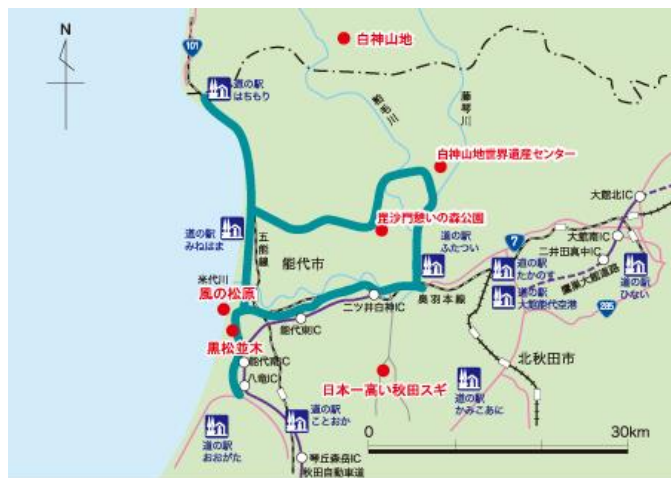 N
101
白神山地
道の駅
はちもり
粕毛川
藤琴川
白神山地世界遺産センター
大館北IC
毘沙門憩いの森公園
道の駅
みねはま
五能線
能代市
道の駅
ふたつい
7
大館南IC
二井田真中IC
道の駅
たかのす
道の駅
大館能代空港
鷹巣大館道路
道の駅
ひない
米代川
風の松原
二ツ井白神IC
奥羽本線
285
黒松並木
能代東IC
能代南IC
八竜IC
日本一高い秋田スギ
北秋田市
道の駅
かみこあに
道の駅
ことおか
道の駅
おおがた
0
30km
琴丘森岳IC
秋田自動車道